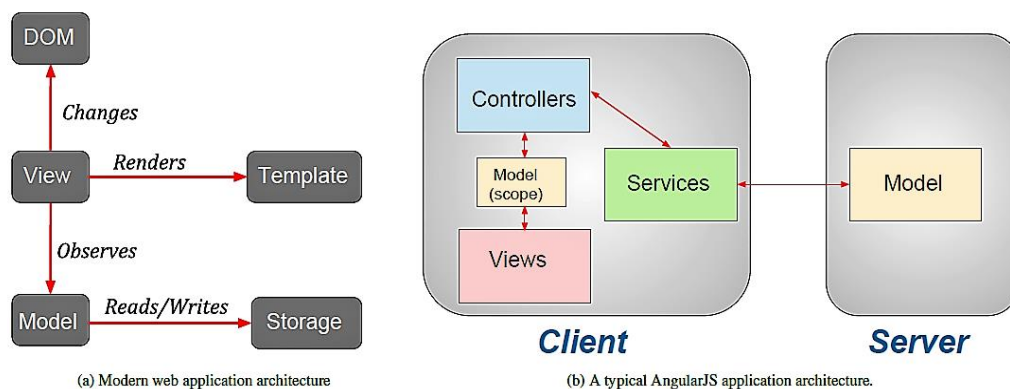 DOM
Changes
View
Renders
Template
Observes
Model
Reads/Writes
Storage
(a) Modern web application architecture
Controllers
Model
(scope)
Services
Views
Client
Model
Server
(b) A typical AngularJS application architecture.